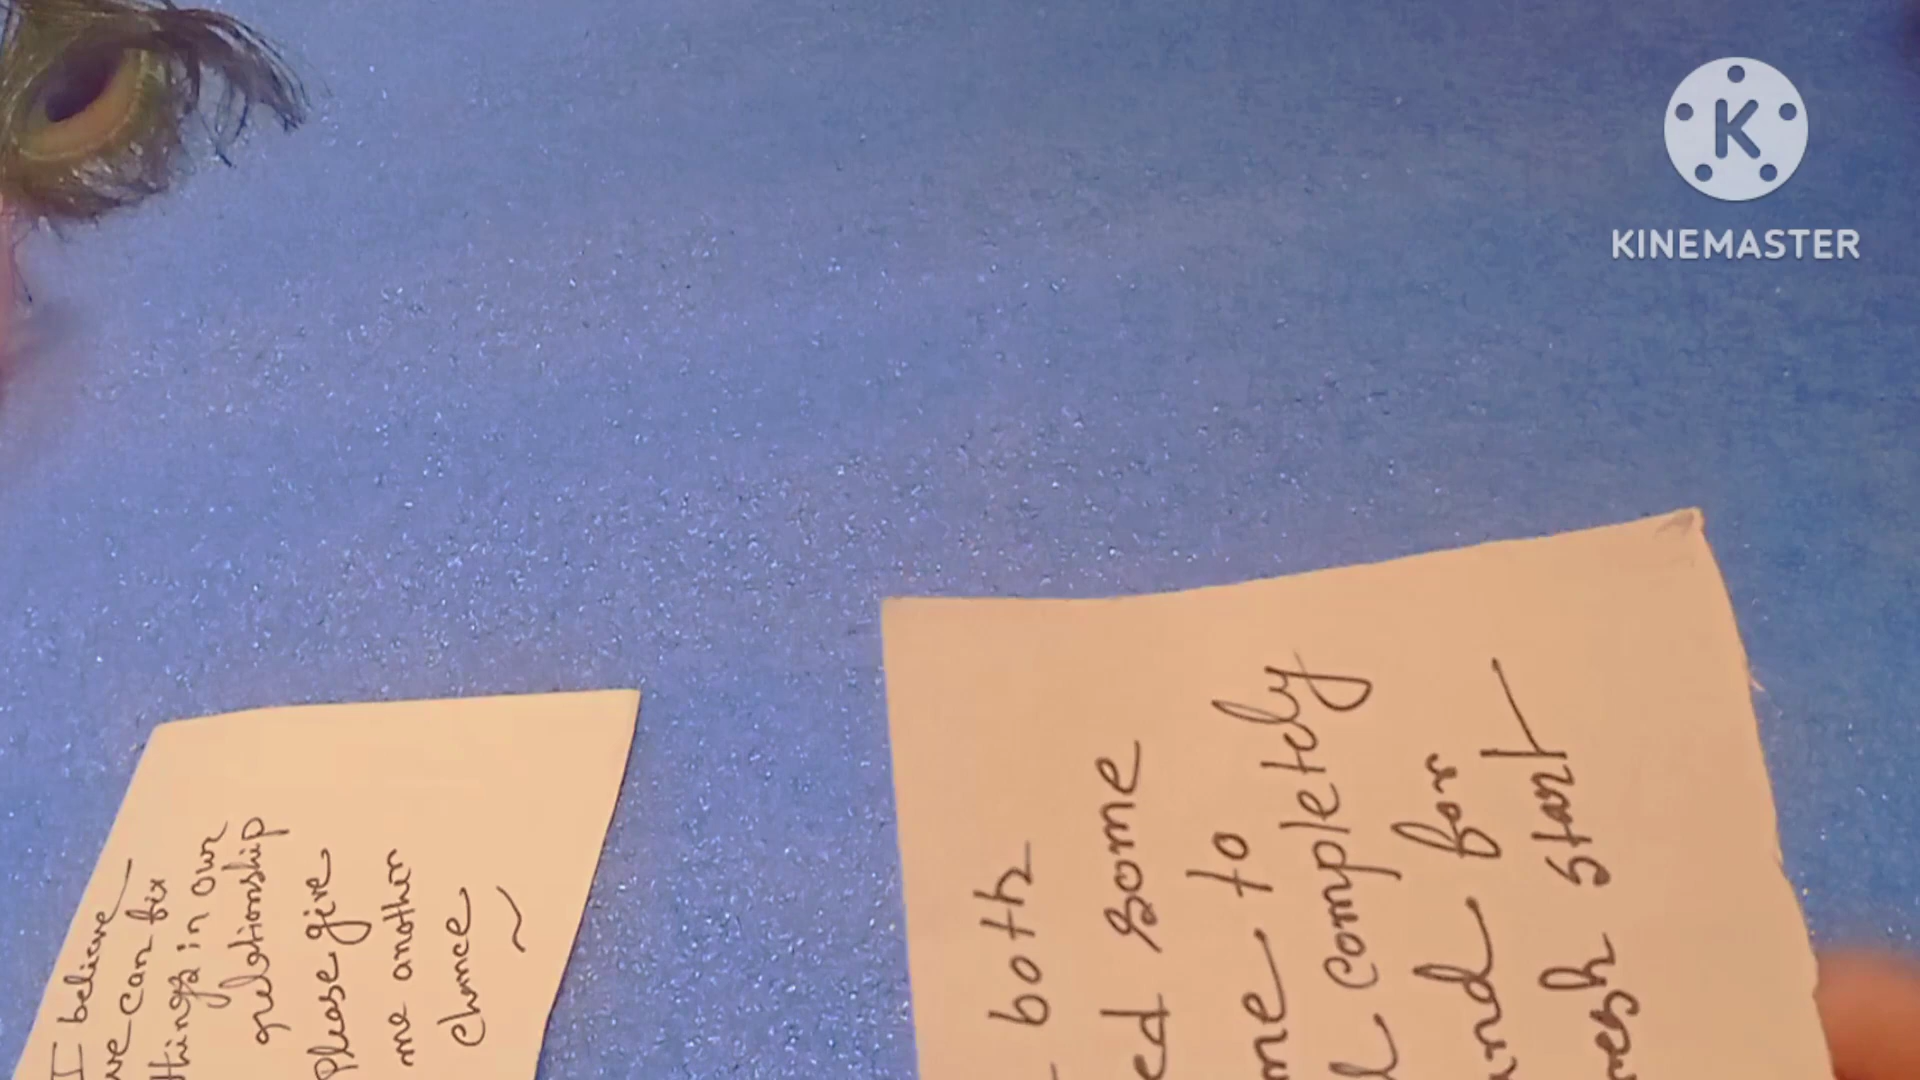 I believe
we can fix
things in our
relationship
Please give
me another
chance
both
some
to
completely
for
start
KINEMASTER